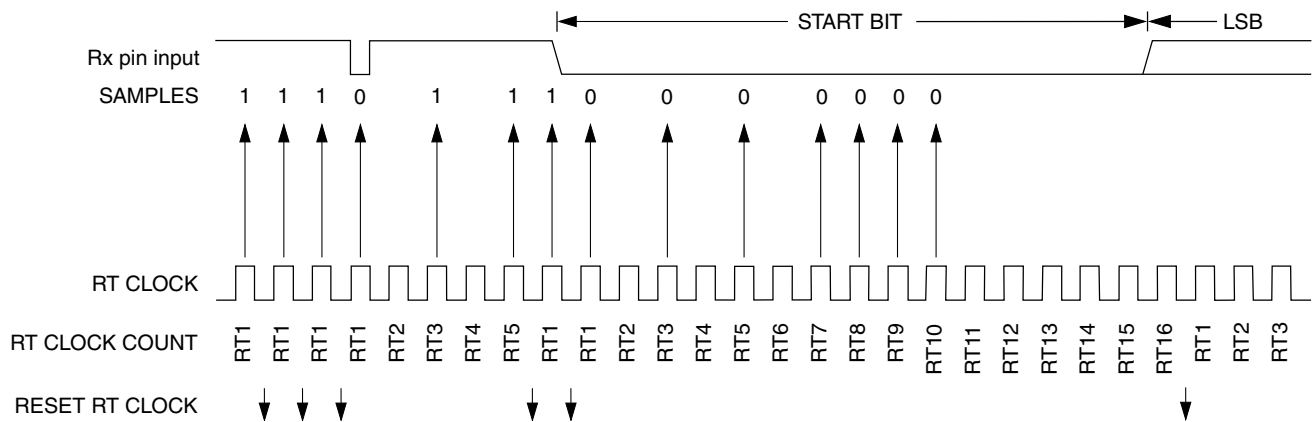 START BIT LSB
Rx pin input
SAMPLES 1 1 1 0 1 1 1 0 0 0 0 0 0 0
RT CLOCK
RT CLOCK COUNT RT1 RT1 RT1 RT1 RT2 RT3 RT4 RT5 RT1 RT1 RT2 RT3 RT4 RT5 RT6 RT7 RT8 RT9 RT10 RT11 RT12 RT13 RT14 RT15 RT16 RT1 RT2 RT3
RESET RT CLOCK